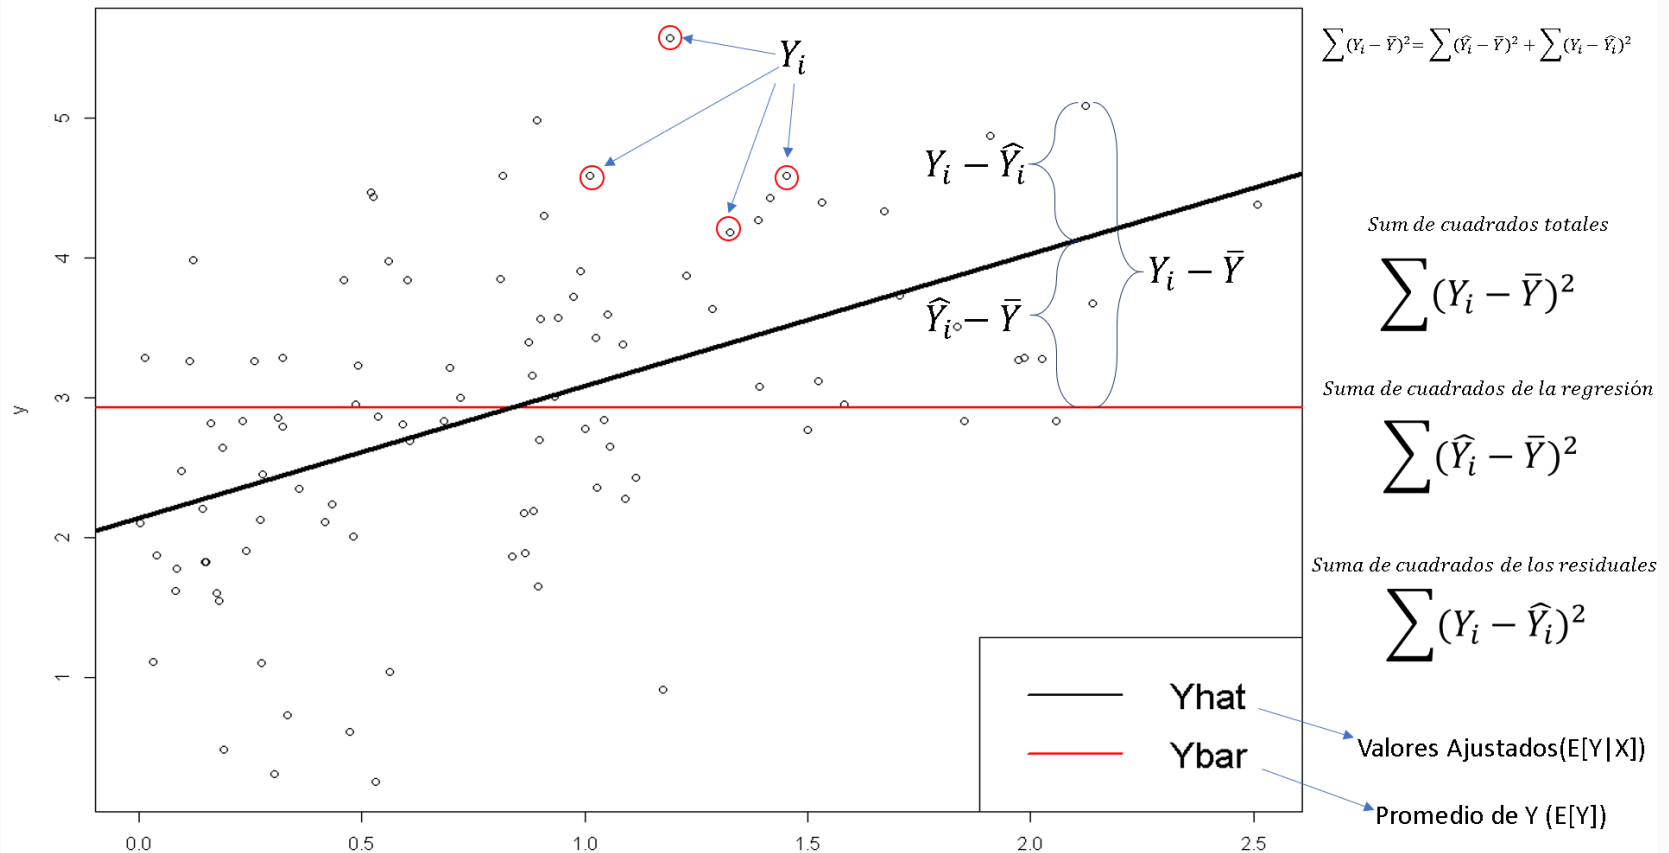 ∑(Yᵢ − Ȳ)² = ∑(Ŷᵢ − Ȳ)² + ∑(Yᵢ − Ŷᵢ)²
Yᵢ
Yᵢ − Ŷᵢ
Yᵢ − Ȳ
Ŷᵢ − Ȳ
y
5
4
3
2
1
0.0 0.5 1.0 1.5 2.0 2.5
Sum de cuadrados totales
∑(Yᵢ − Ȳ)²
Suma de cuadrados de la regresión
∑(Ŷᵢ − Ȳ)²
Suma de cuadrados de los residuales
∑(Yᵢ − Ŷᵢ)²
Yhat
Ybar
Valores Ajustados(E[Y|X])
Promedio de Y (E[Y])